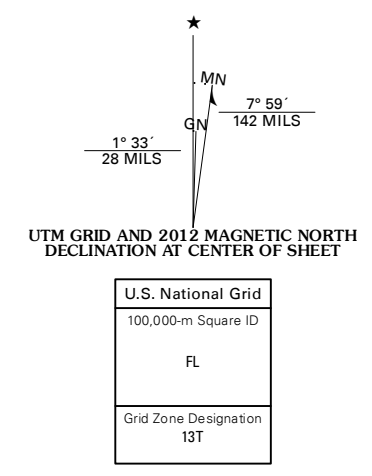 ★
MN
GN
7° 59´
142 MILS
1° 33´
28 MILS
UTM GRID AND 2012 MAGNETIC NORTH
DECLINATION AT CENTER OF SHEET
U.S. National Grid
100,000-m Square ID
FL
Grid Zone Designation
13T